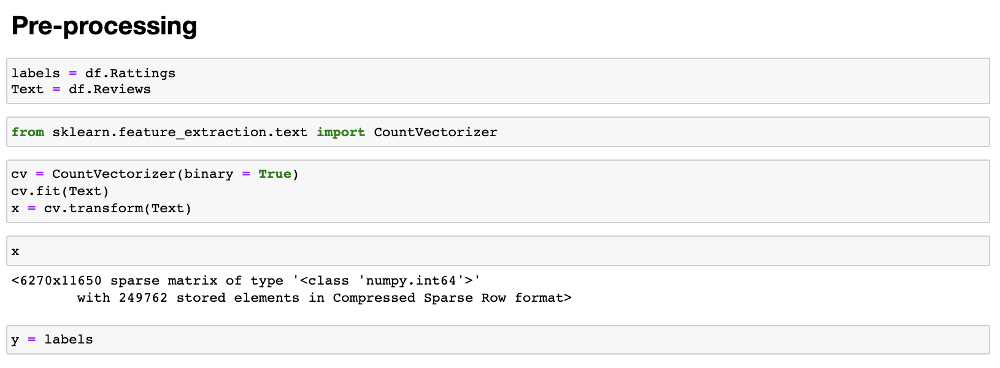 Pre-processing
labels = df.Rattings
Text = df.Reviews
from sklearn.feature_extraction.text import CountVectorizer
cv = CountVectorizer(binary = True)
cv.fit(Text)
x = cv.transform(Text)
x
<6270x11650 sparse matrix of type '<class 'numpy.int64'>'
        with 249762 stored elements in Compressed Sparse Row format>
y = labels